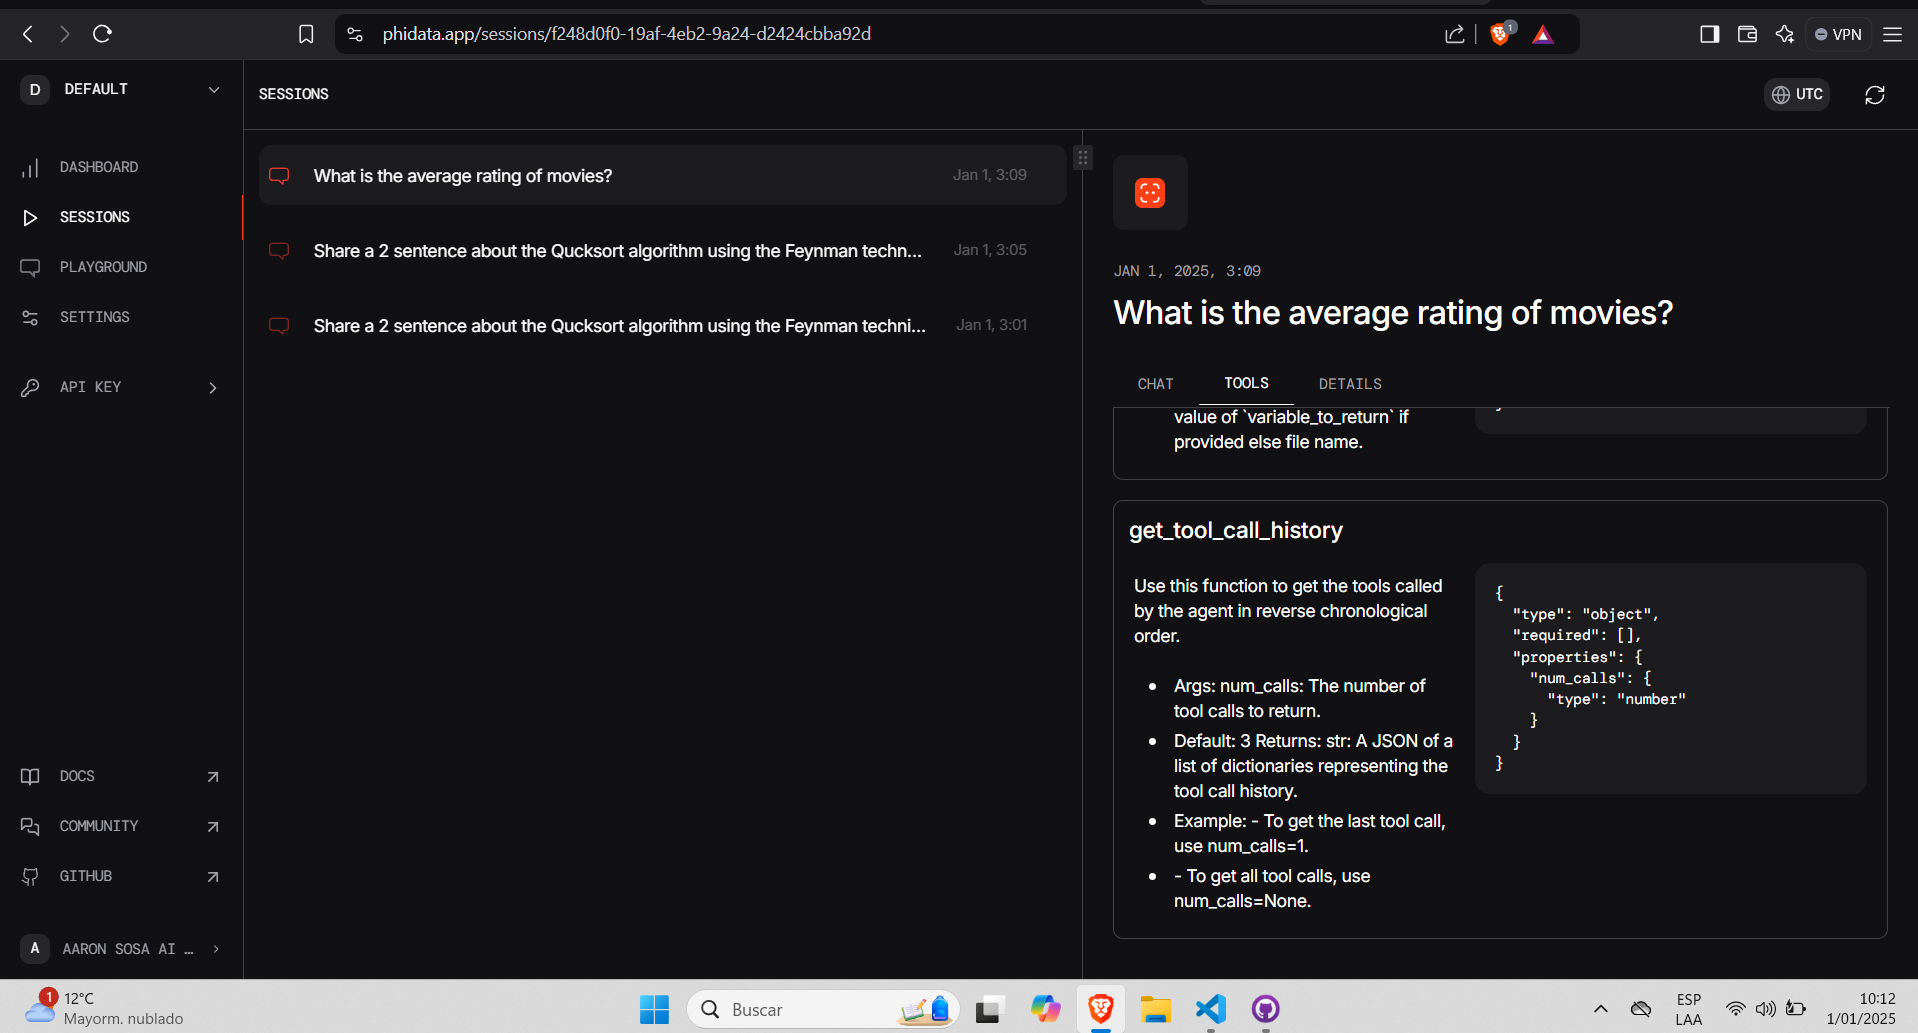 phidata.app/sessions/f248d0f0-19af-4eb2-9a24-d2424cbba92d
1
VPN
D
DEFAULT
SESSIONS
UTC
DASHBOARD
SESSIONS
PLAYGROUND
SETTINGS
API KEY
DOCS
COMMUNITY
GITHUB
A
AARON SOSA AI ...
What is the average rating of movies?
Jan 1, 3:09
Share a 2 sentence about the Qucksort algorithm using the Feynman techn...
Jan 1, 3:05
Share a 2 sentence about the Qucksort algorithm using the Feynman techni...
Jan 1, 3:01
JAN 1, 2025, 3:09
What is the average rating of movies?
CHAT
TOOLS
DETAILS
value of `variable_to_return` if
provided else file name.
get_tool_call_history
Use this function to get the tools called
by the agent in reverse chronological
order.
• Args: num_calls: The number of
tool calls to return.
• Default: 3 Returns: str: A JSON of a
list of dictionaries representing the
tool call history.
• Example: - To get the last tool call,
use num_calls=1.
• - To get all tool calls, use
num_calls=None.
{
"type": "object",
"required": [],
"properties": {
"num_calls": {
"type": "number"
}
}
}
1
12°C
Mayorm. nublado
Buscar
ESP
LAA
10:12
1/01/2025